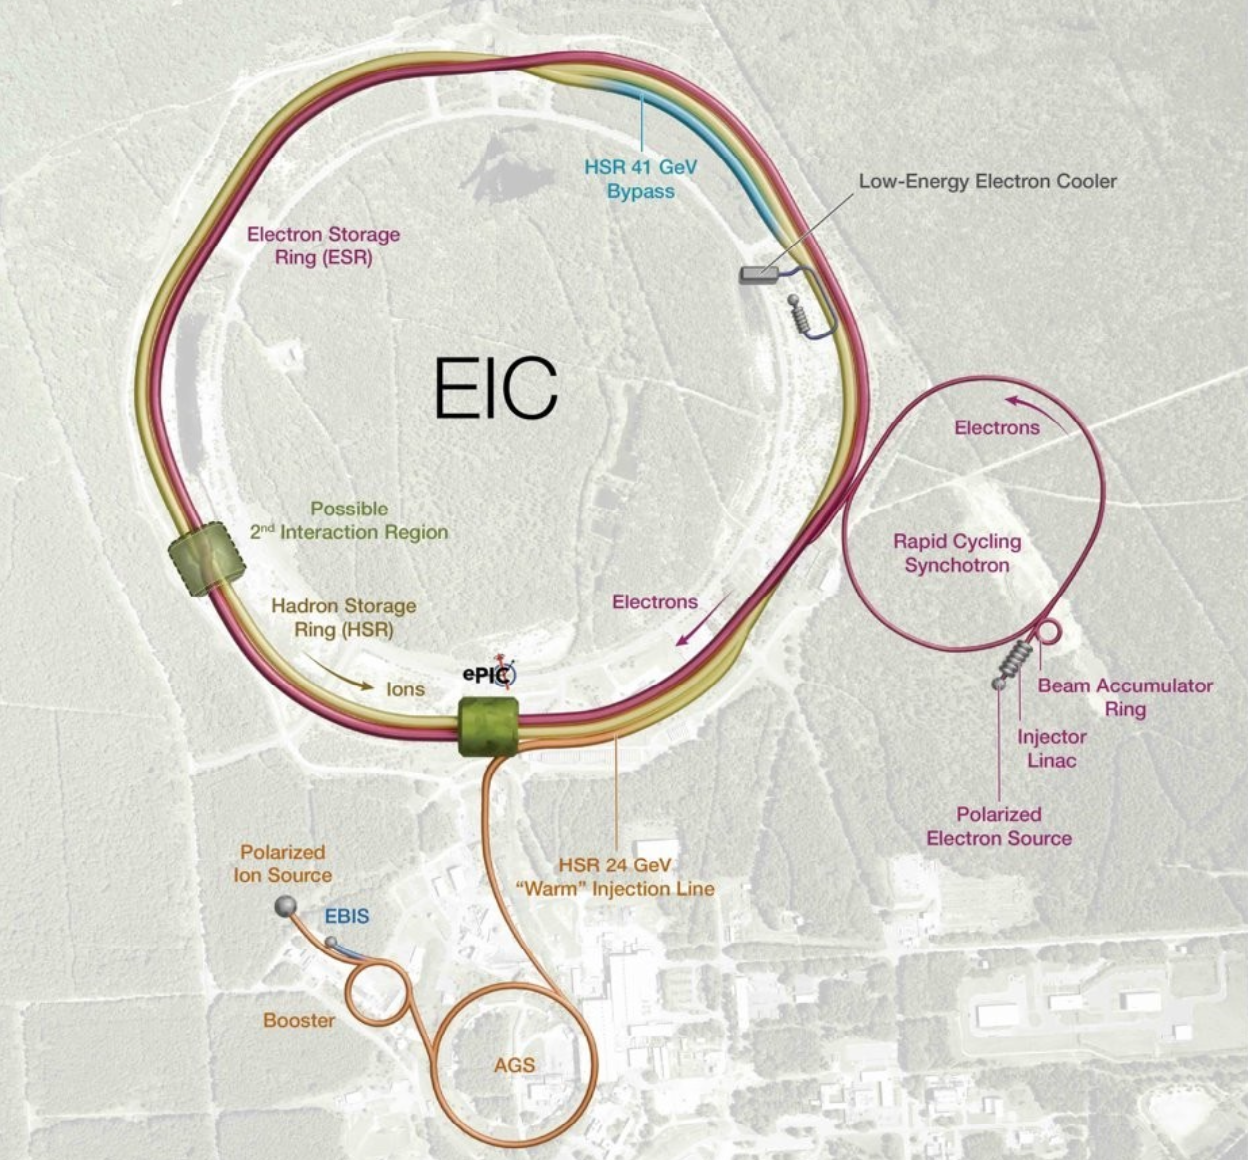 HSR 41 GeV
Bypass
Low-Energy Electron Cooler
Electron Storage
Ring (ESR)
EIC
Electrons
Possible
2nd Interaction Region
Rapid Cycling
Synchotron
Hadron Storage
Ring (HSR)
Electrons
Ions
ePIC
Beam Accumulator
Ring
Injector
Linac
Polarized
Electron Source
Polarized
Ion Source
HSR 24 GeV
“Warm” Injection Line
EBIS
Booster
AGS